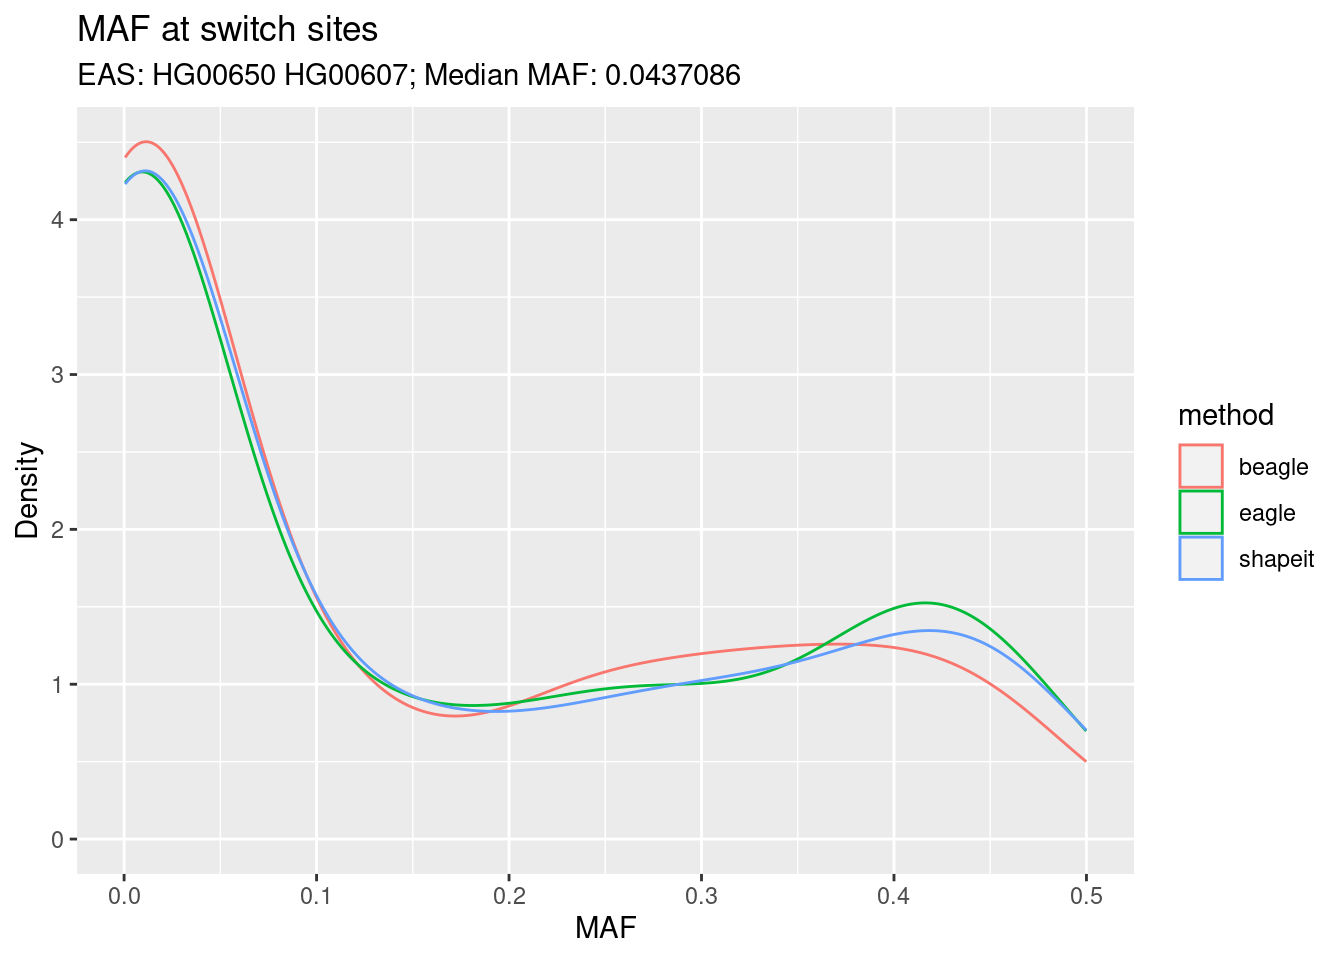 MAF at switch sites
EAS: HG00650 HG00607; Median MAF: 0.0437086
Density
4
3
2
1
0
0.0 0.1 0.2 0.3 0.4 0.5
MAF
method
beagle
eagle
shapeit